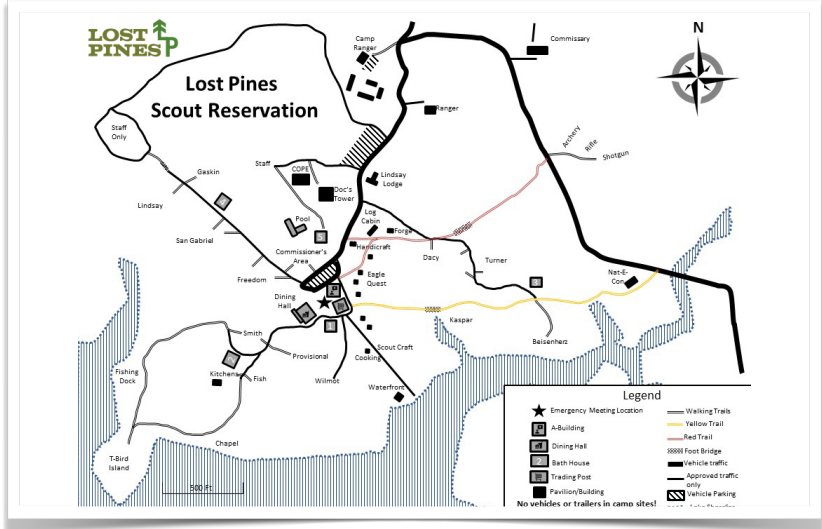 LOST
PINES
Lost Pines
Scout Reservation
Camp
Ranger
Commissary
N
Ranger
Staff
Only
Archery
Rifle
Shotgun
Gaskin
Staff
COPE
Lindsay
Lodge
Doc's
Tower
Lindsay
Log
Cabin
Pool
Forge
San Gabriel
5
Commissioner's
Area
Handicraft
Dacy
Turner
Freedom
Eagle
Quest
Nat-E-
Con
3
Dining
Hall
Kaspar
Smith
1
Beisenherz
Provisional
Scout Craft
Cooking
Fishing
Dock
Kitchens
Fish
Wilmot
Waterfront
Chapel
T-Bird
Island
500 Ft
Legend
Emergency Meeting Location
A-Building
Dining Hall
2
Bath House
Trading Post
Pavilion/Building
No vehicles or trailers in camp sites!
Walking Trails
Yellow Trail
Red Trail
Foot Bridge
Vehicle traffic
Approved traffic
only
Vehicle Parking